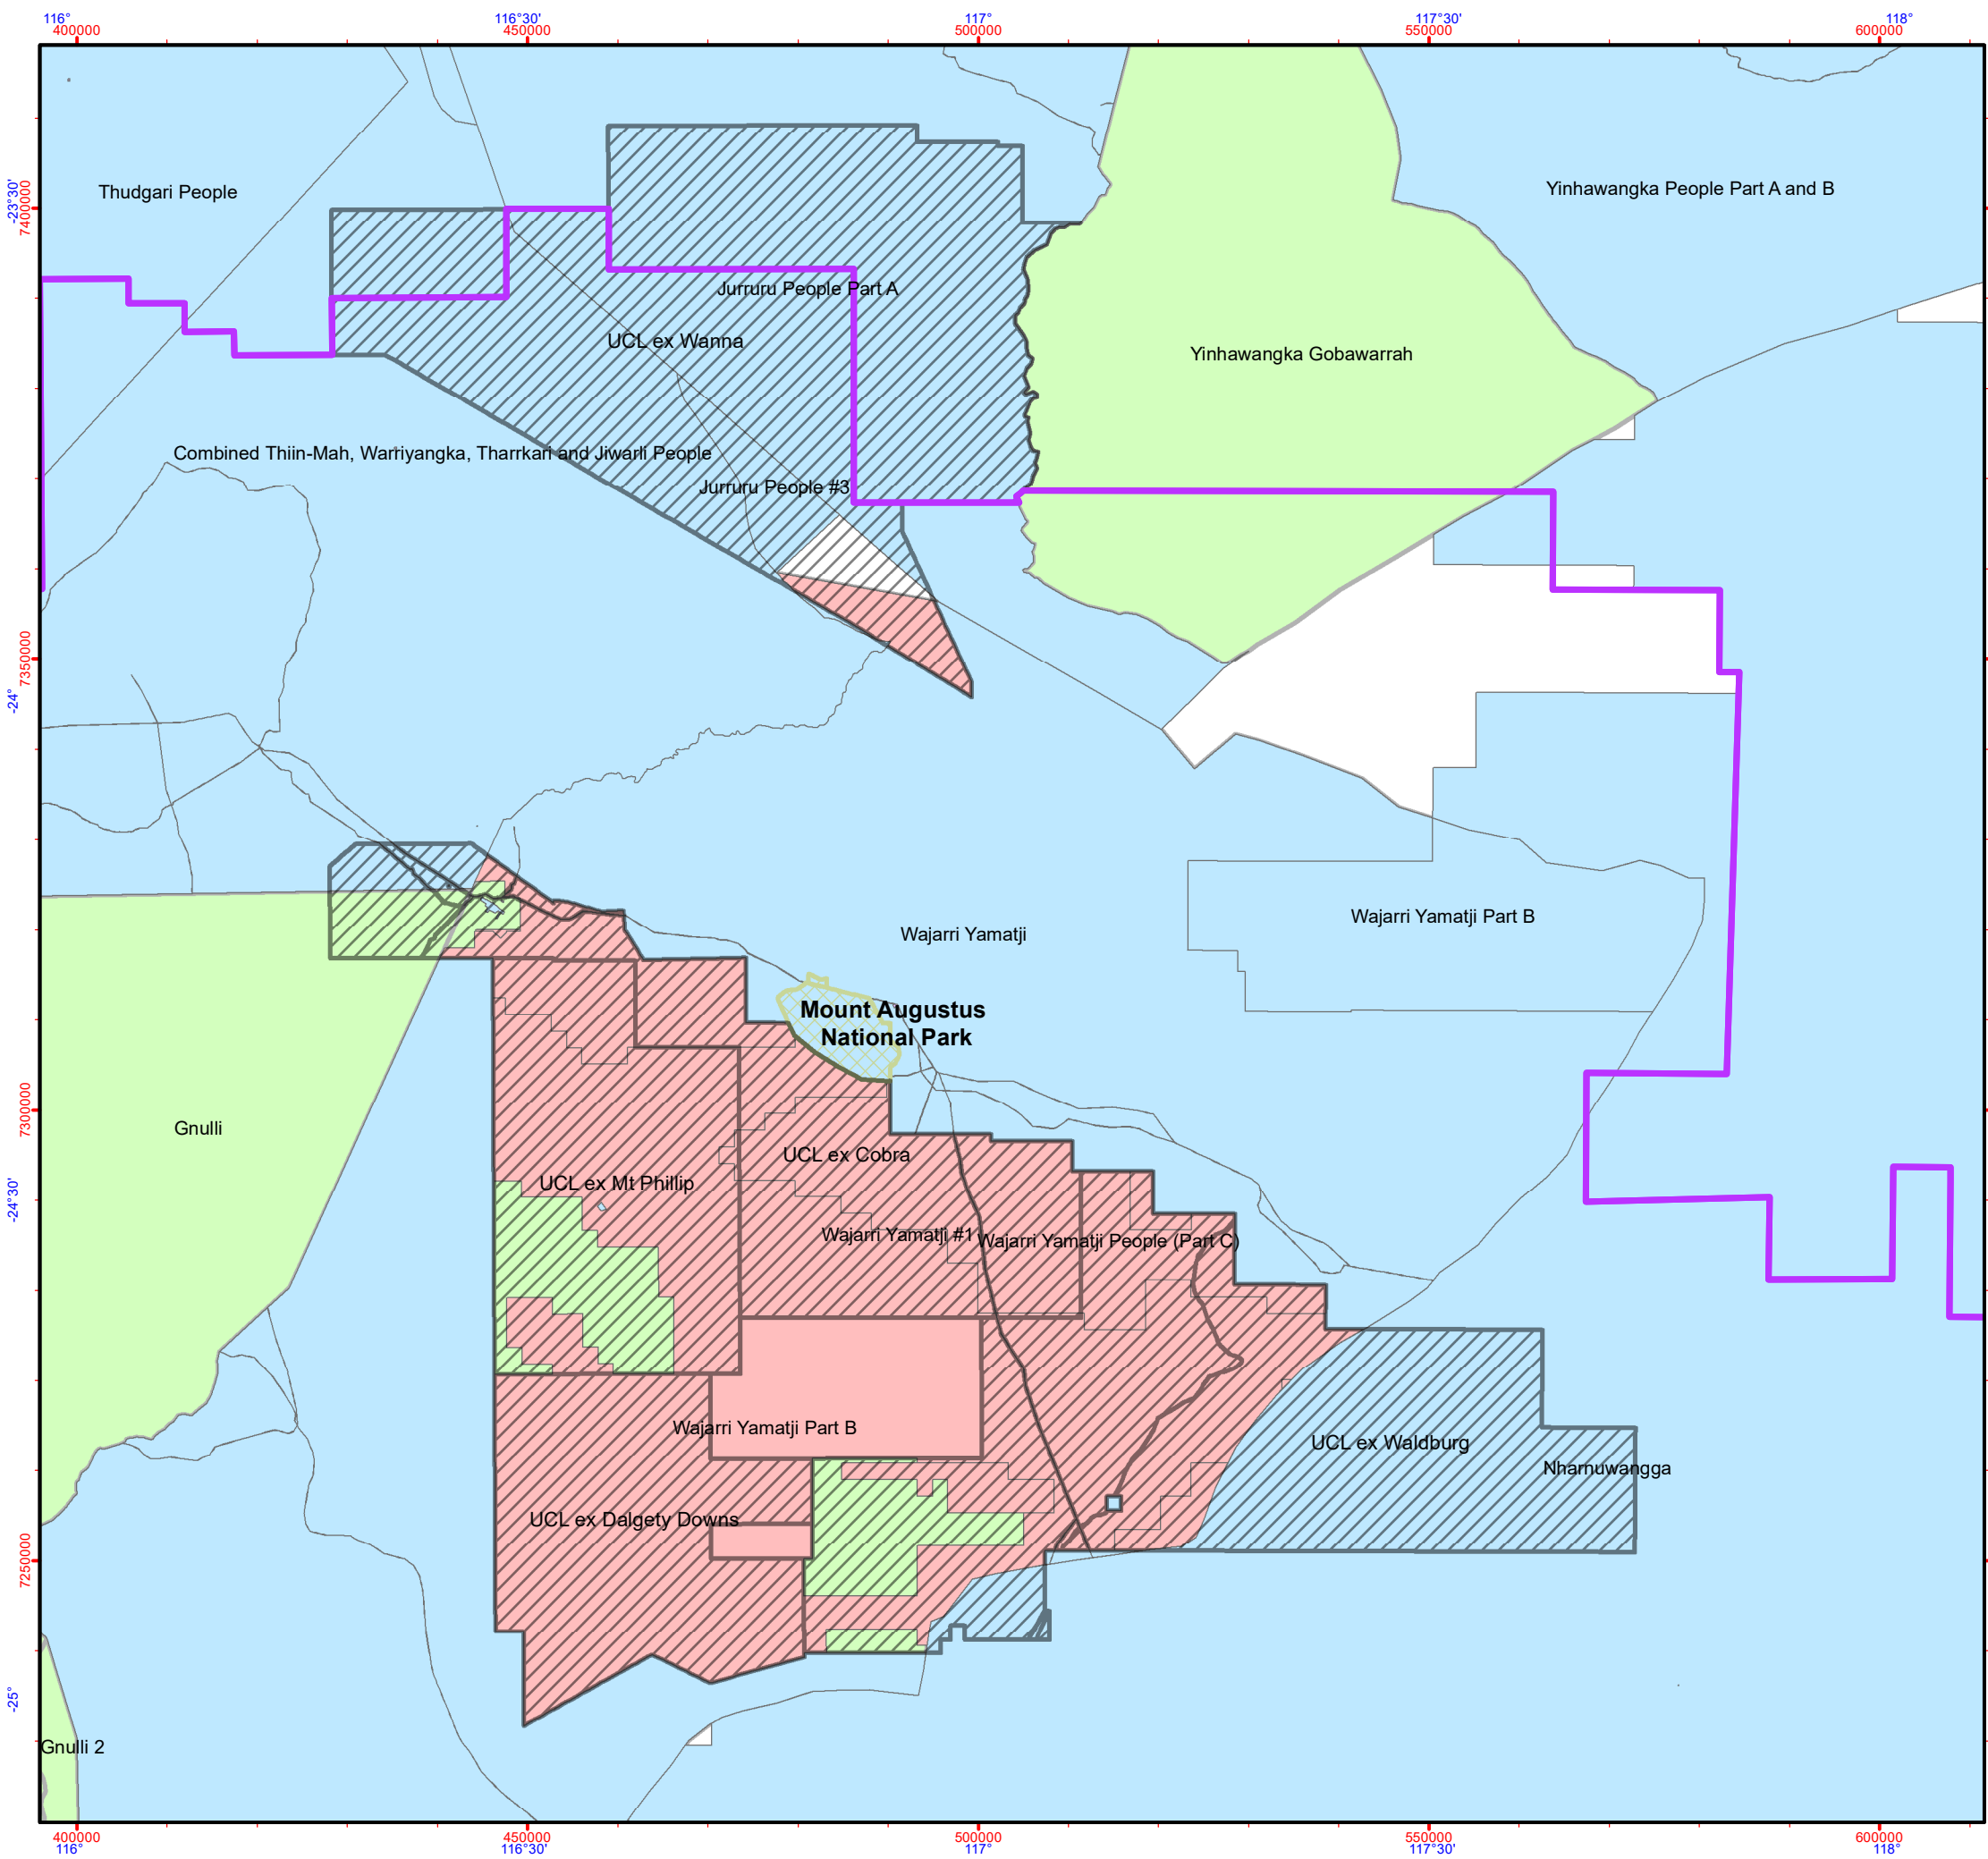 116° 116°30' 117° 117°30' 118°
400000 450000 500000 550000 600000
-23°30'
7400000
Thudgari People
Yinhawangka People Part A and B
Jurruru People Part A
UCL ex Wanna
Yinhawangka Gobawarrah
Combined Thiin-Mah, Warriyangka, Tharrkari and Jiwarli People
Jurruru People #3
7350000
-24°
Wajarri Yamatji Part B
Wajarri Yamatji
Mount Augustus
National Park
7300000
Gnulli
UCL ex Cobra
UCL ex Mt Phillip
-24°30'
Wajarri Yamatji #1
Wajarri Yamatji People (Part C)
Wajarri Yamatji Part B
UCL ex Waldburg
Nharnuwangga
UCL ex Dalgety Downs
7250000
-25°
Gnulli 2
400000 450000 500000 550000 600000
116° 116°30' 117° 117°30' 118°